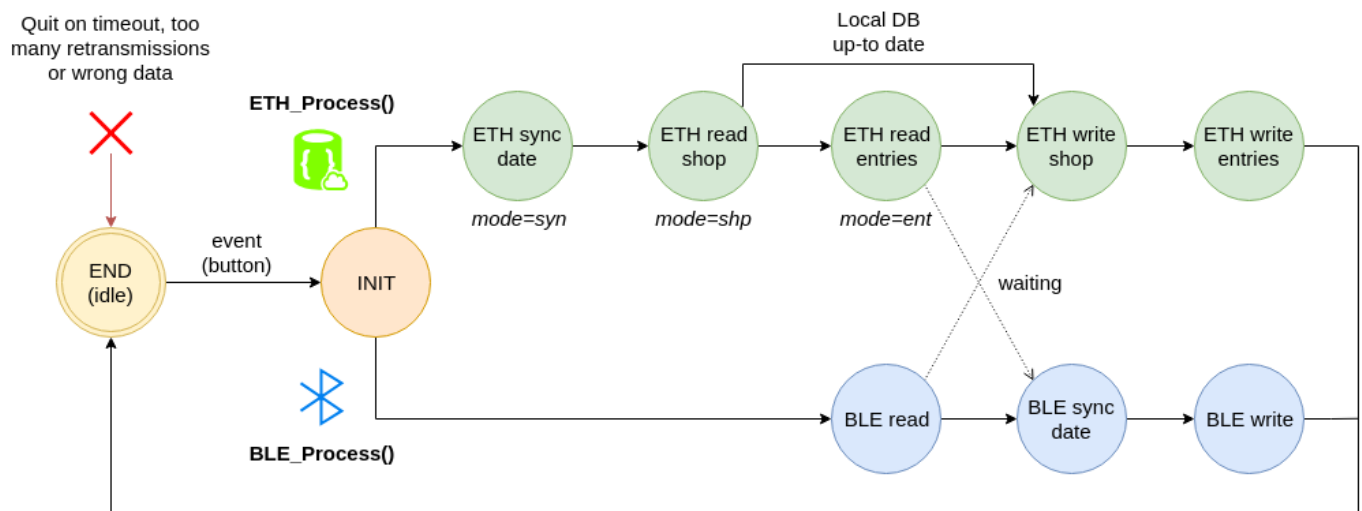 Quit on timeout, too
many retransmissions
or wrong data
Local DB
up-to date
ETH_Process()
{ }
ETH sync
date
ETH read
shop
ETH read
entries
ETH write
shop
ETH write
entries
mode=syn
mode=shp
mode=ent
event
(button)
END
(idle)
INIT
waiting
BLE read
BLE sync
date
BLE write
BLE_Process()